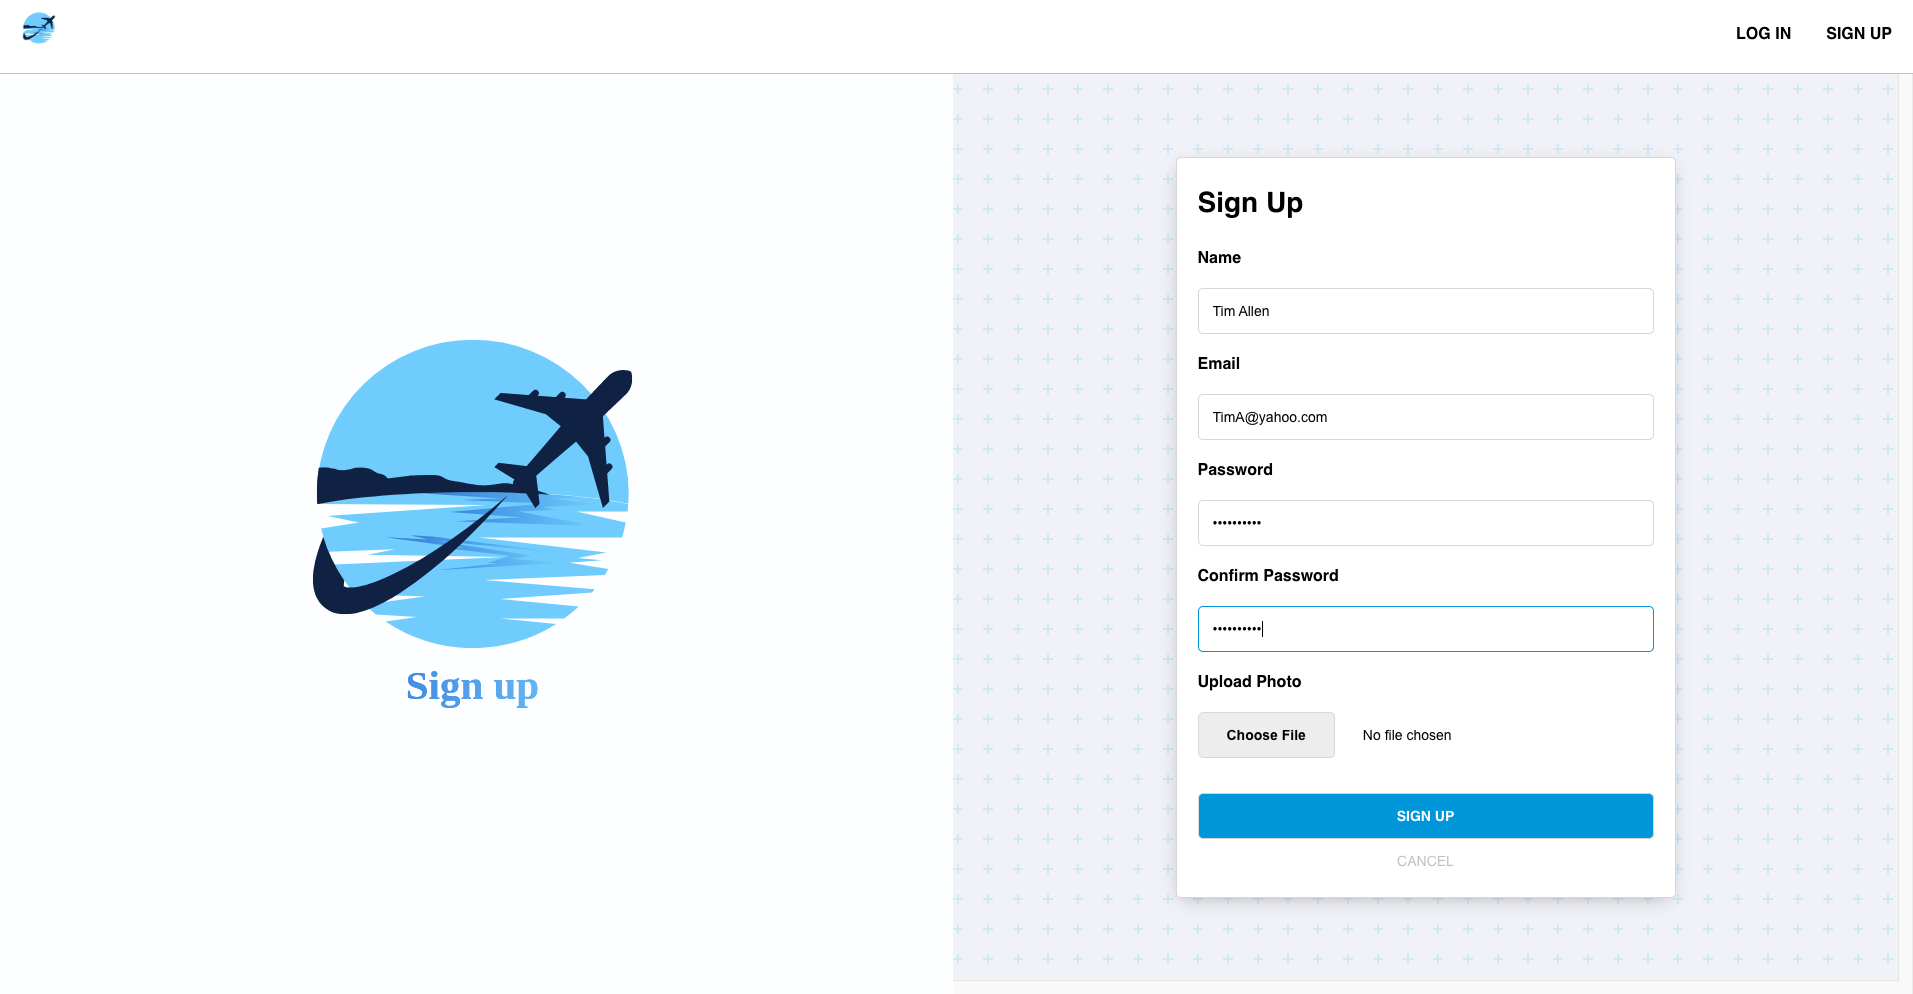 LOG IN
SIGN UP
Sign up
Sign Up
Name
Tim Allen
Email
TimA@yahoo.com
Password
••••••••••
Confirm Password
••••••••••
Upload Photo
Choose File No file chosen
SIGN UP
CANCEL